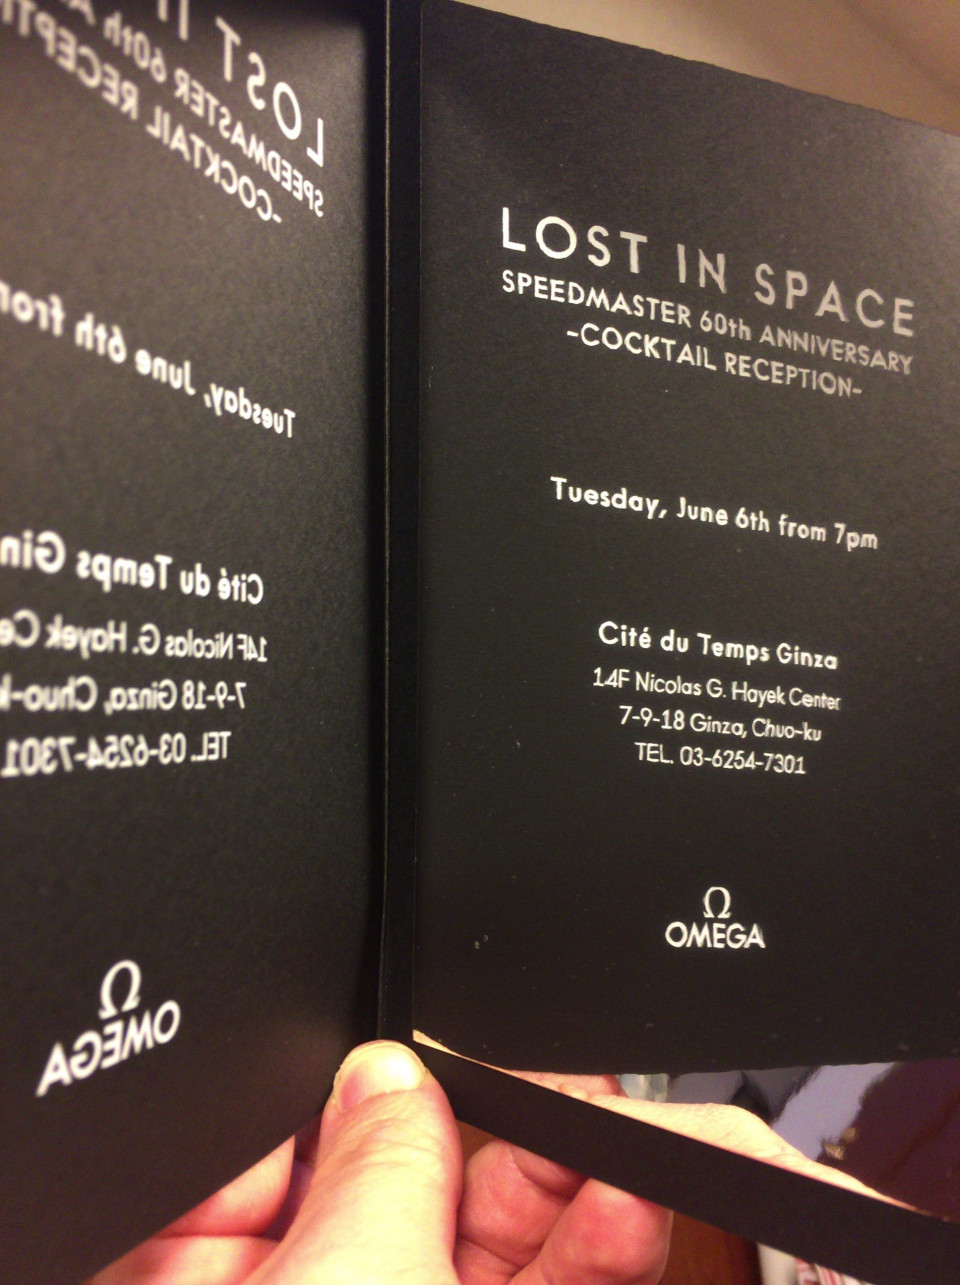 LOST IN SPACE
SPEEDMASTER 60th ANNIVERSARY
-COCKTAIL RECEPTION-
Tuesday, June 6th from 7pm
Cité du Temps Ginza
14F Nicolas G. Hayek Center
7-9-18 Ginza, Chuo-ku
TEL. 03-6254-7301
Ω
OMEGA